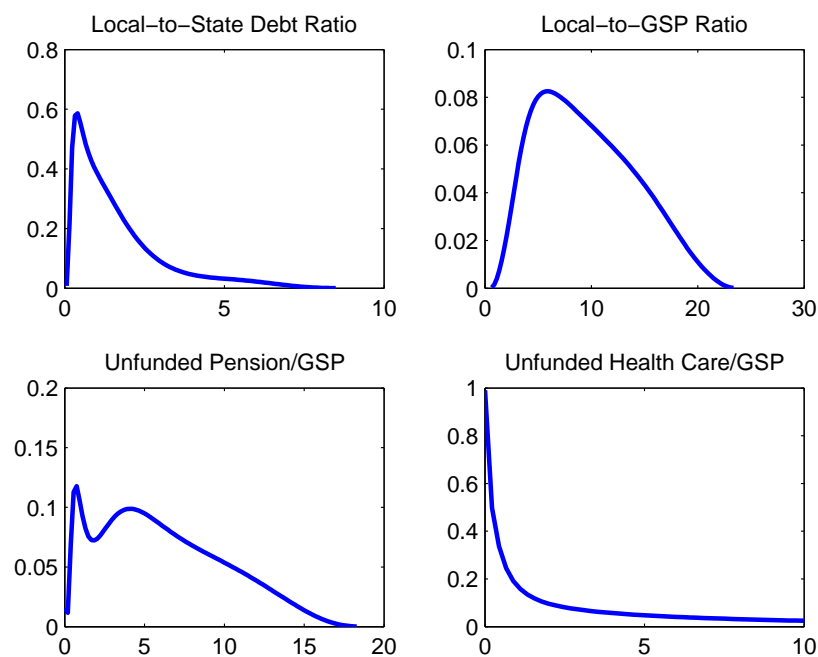 Local−to−State Debt Ratio
0.8
0.6
0.4
0.2
0
0 5 10
Local−to−GSP Ratio
0.1
0.08
0.06
0.04
0.02
0
0 10 20 30
Unfunded Pension/GSP
0.2
0.15
0.1
0.05
0
0 5 10 15 20
Unfunded Health Care/GSP
1
0.8
0.6
0.4
0.2
0
0 5 10